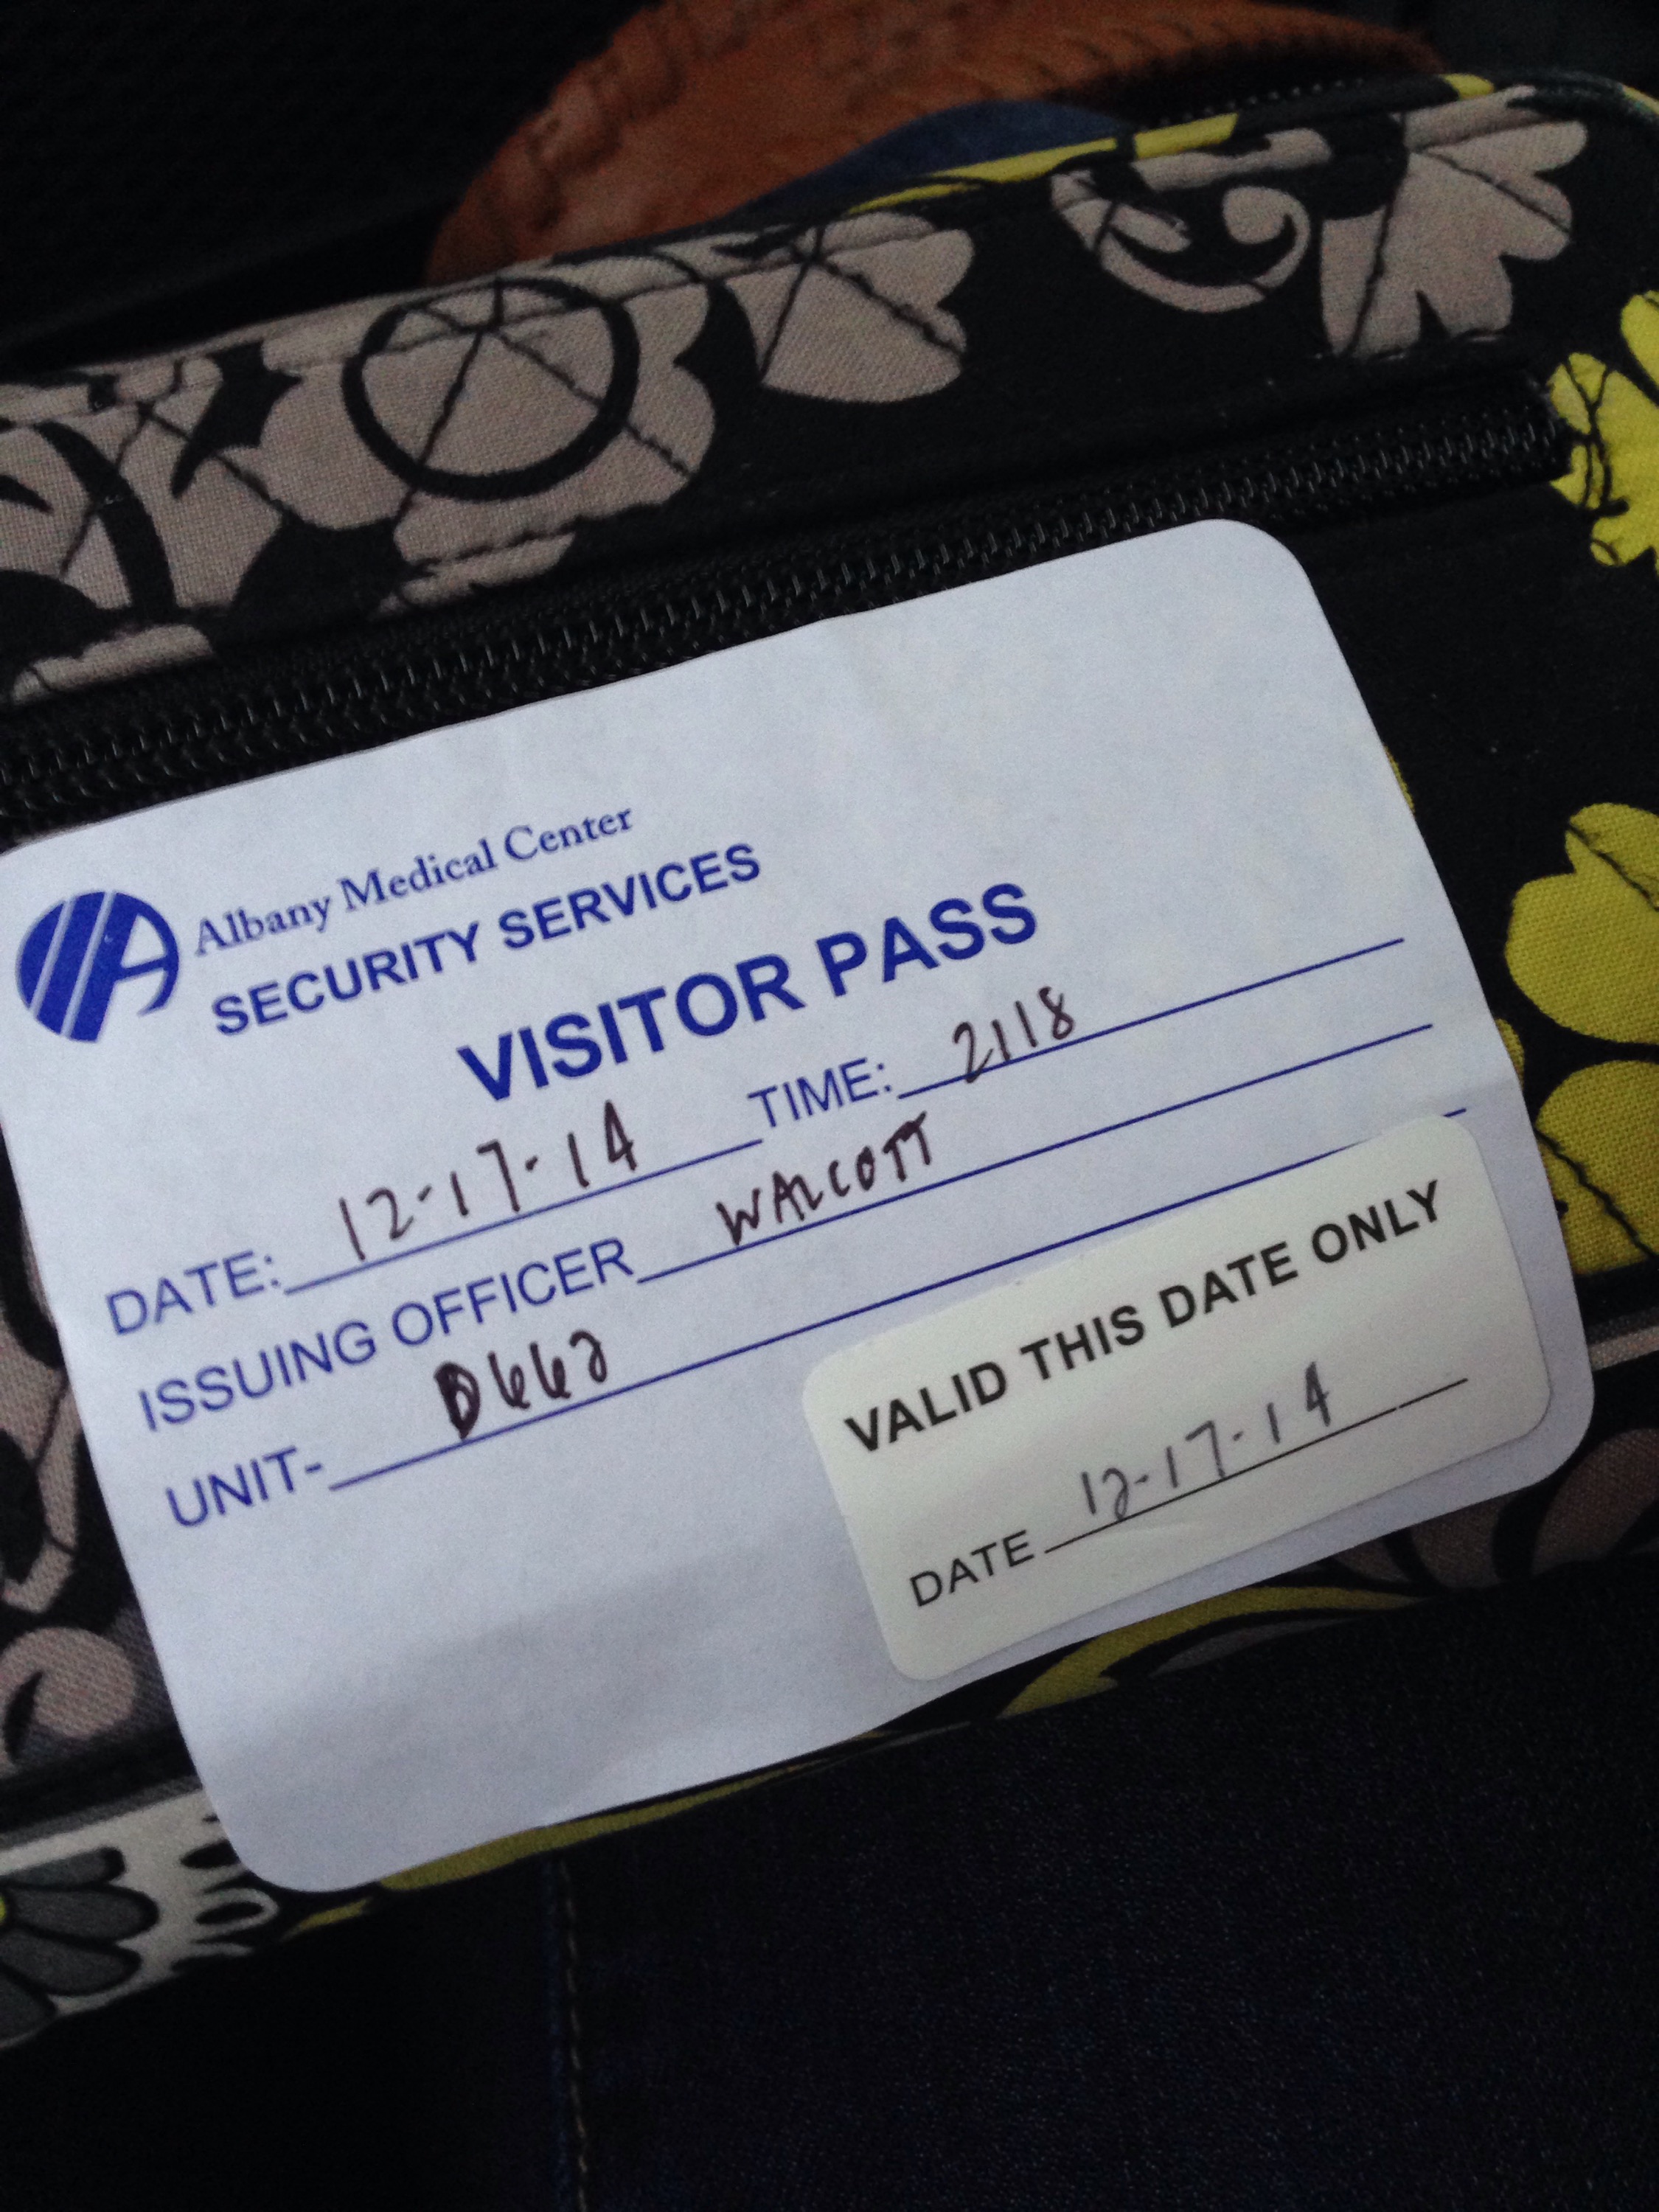 Albany Medical Center
SECURITY SERVICES
VISITOR PASS
DATE: 12-17-14 TIME: 2118
ISSUING OFFICER WALCOTT
UNIT- D662
VALID THIS DATE ONLY
DATE 12-17-14